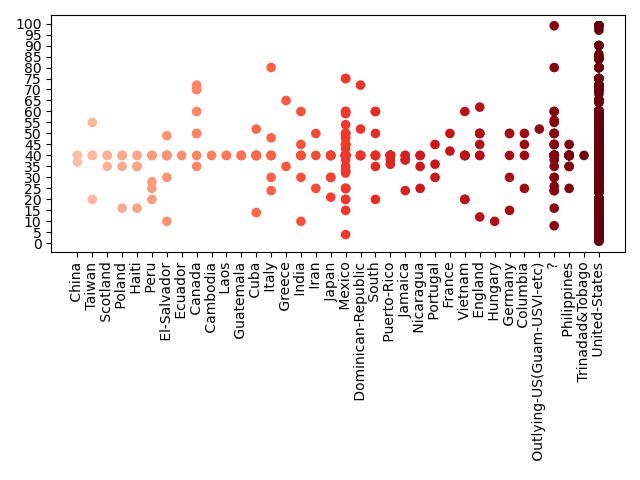 100
95
90
85
80
75
70
65
60
55
50
45
40
35
30
25
20
15
10
5
0
China
Taiwan
Scotland
Poland
Haiti
Peru
El-Salvador
Ecuador
Canada
Cambodia
Laos
Guatemala
Cuba
Italy
Greece
India
Iran
Japan
Mexico
Dominican-Republic
South
Puerto-Rico
Jamaica
Nicaragua
Portugal
France
Vietnam
England
Hungary
Germany
Columbia
Outlying-US(Guam-USVI-etc)
?
Philippines
Trinadad&Tobago
United-States